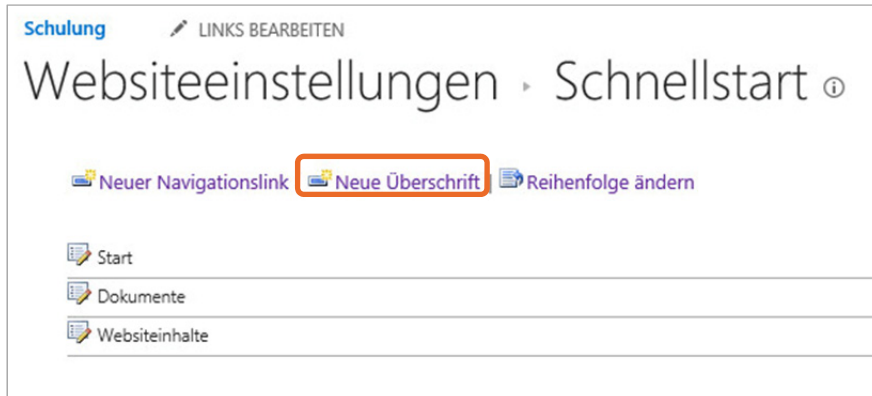 Schulung LINKS BEARBEITEN
Websiteeinstellungen ▸ Schnellstart
Neuer Navigationslink | Neue Überschrift | Reihenfolge ändern
Start
Dokumente
Websiteinhalte